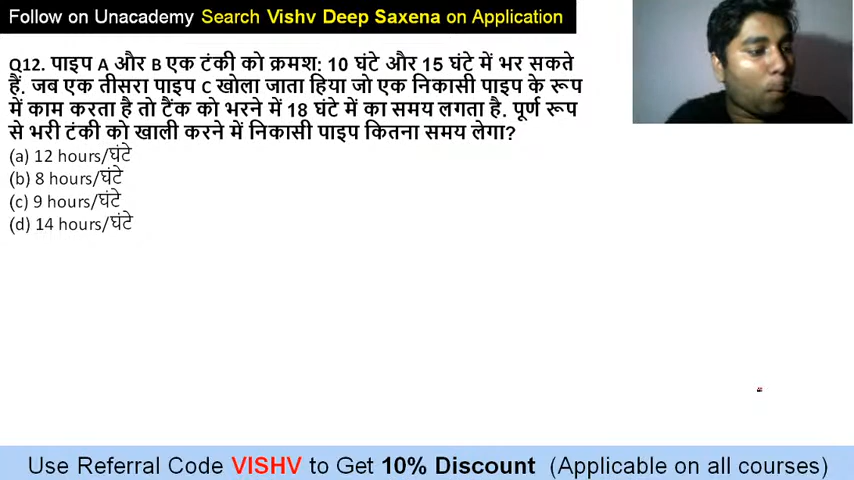 Follow on Unacademy Search Vishv Deep Saxena on Application
Q12. पाइप A और B एक टंकी को क्रमश: 10 घंटे और 15 घंटे में भर सकते
हैं. जब एक तीसरा पाइप C खोला जाता हिया जो एक निकासी पाइप के रूप
में काम करता है तो टैंक को भरने में 18 घंटे में का समय लगता है. पूर्ण रूप
से भरी टंकी को खाली करने में निकासी पाइप कितना समय लेगा?
(a) 12 hours/घंटे
(b) 8 hours/घंटे
(c) 9 hours/घंटे
(d) 14 hours/घंटे
Use Referral Code VISHV to Get 10% Discount (Applicable on all courses)